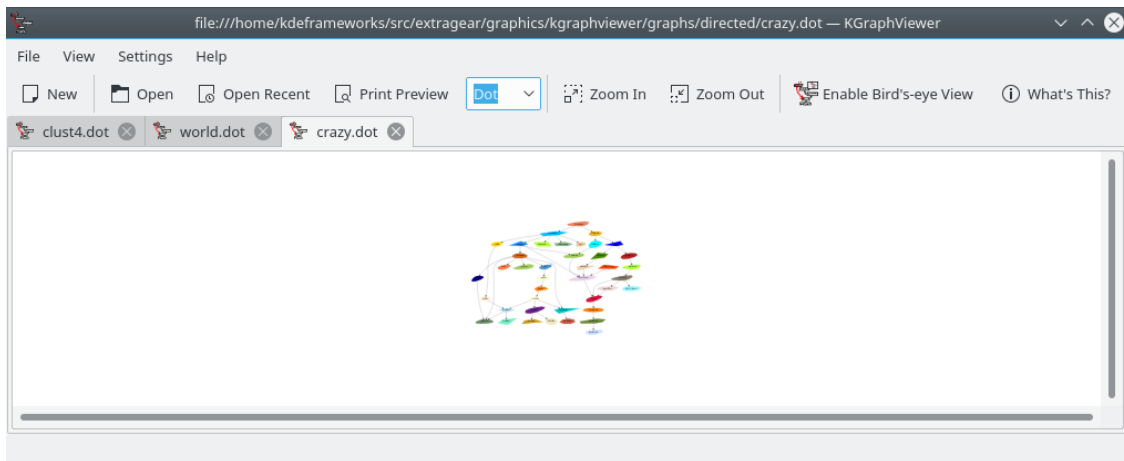 file:///home/kdeframeworks/src/extragear/graphics/kgraphviewer/graphs/directed/crazy.dot — KGraphViewer
File View Settings Help
New Open Open Recent Print Preview Dot Zoom In Zoom Out Enable Bird's-eye View What's This?
clust4.dot world.dot crazy.dot